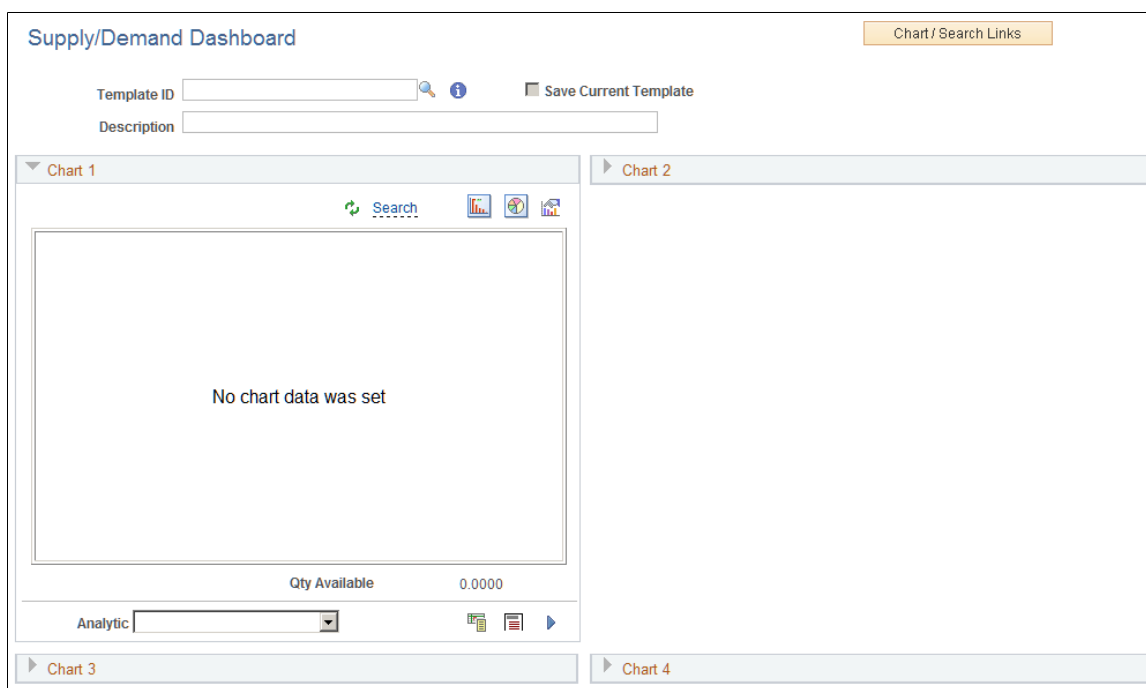 Supply/Demand Dashboard
Chart / Search Links
Template ID
Save Current Template
Description
Chart 1
Chart 2
Search
No chart data was set
Qty Available 0.0000
Analytic
Chart 3
Chart 4